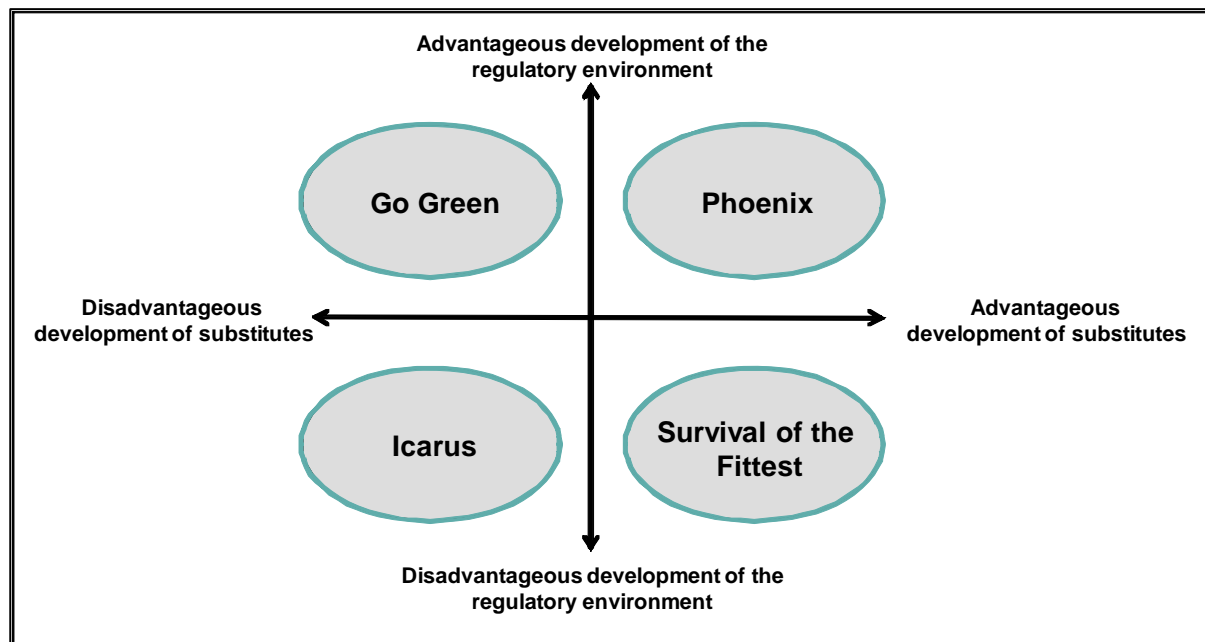 Advantageous development of the
regulatory environment
Go Green
Phoenix
Disadvantageous
development of substitutes
Advantageous
development of substitutes
Icarus
Survival of the
Fittest
Disadvantageous development of the
regulatory environment